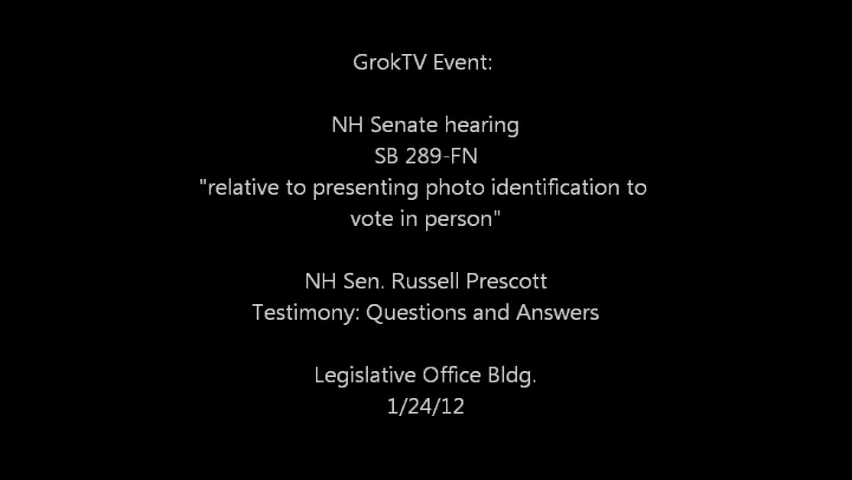 GrokTV Event:
NH Senate hearing
SB 289-FN
"relative to presenting photo identification to
vote in person"
NH Sen. Russell Prescott
Testimony: Questions and Answers
Legislative Office Bldg.
1/24/12